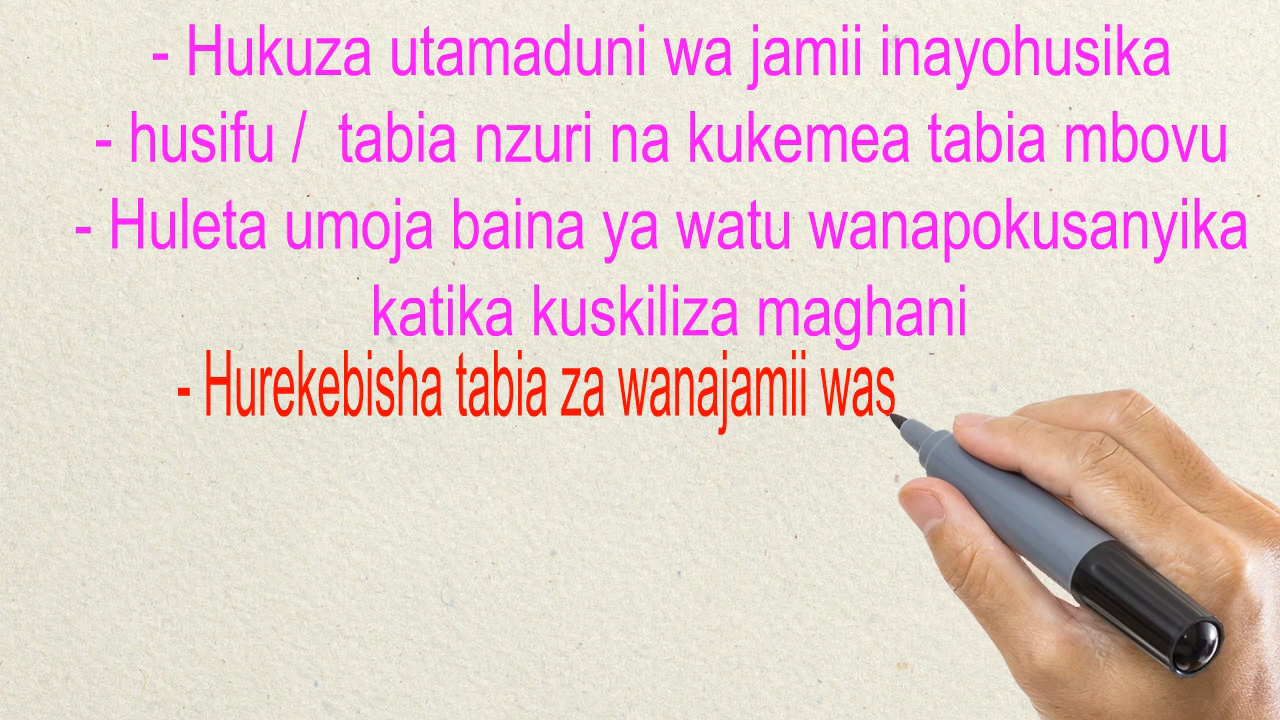 - Hukuza utamaduni wa jamii inayohusika
- husifu /  tabia nzuri na kukemea tabia mbovu
- Huleta umoja baina ya watu wanapokusanyika
katika kuskiliza maghani
- Hurekebisha tabia za wanajamii was